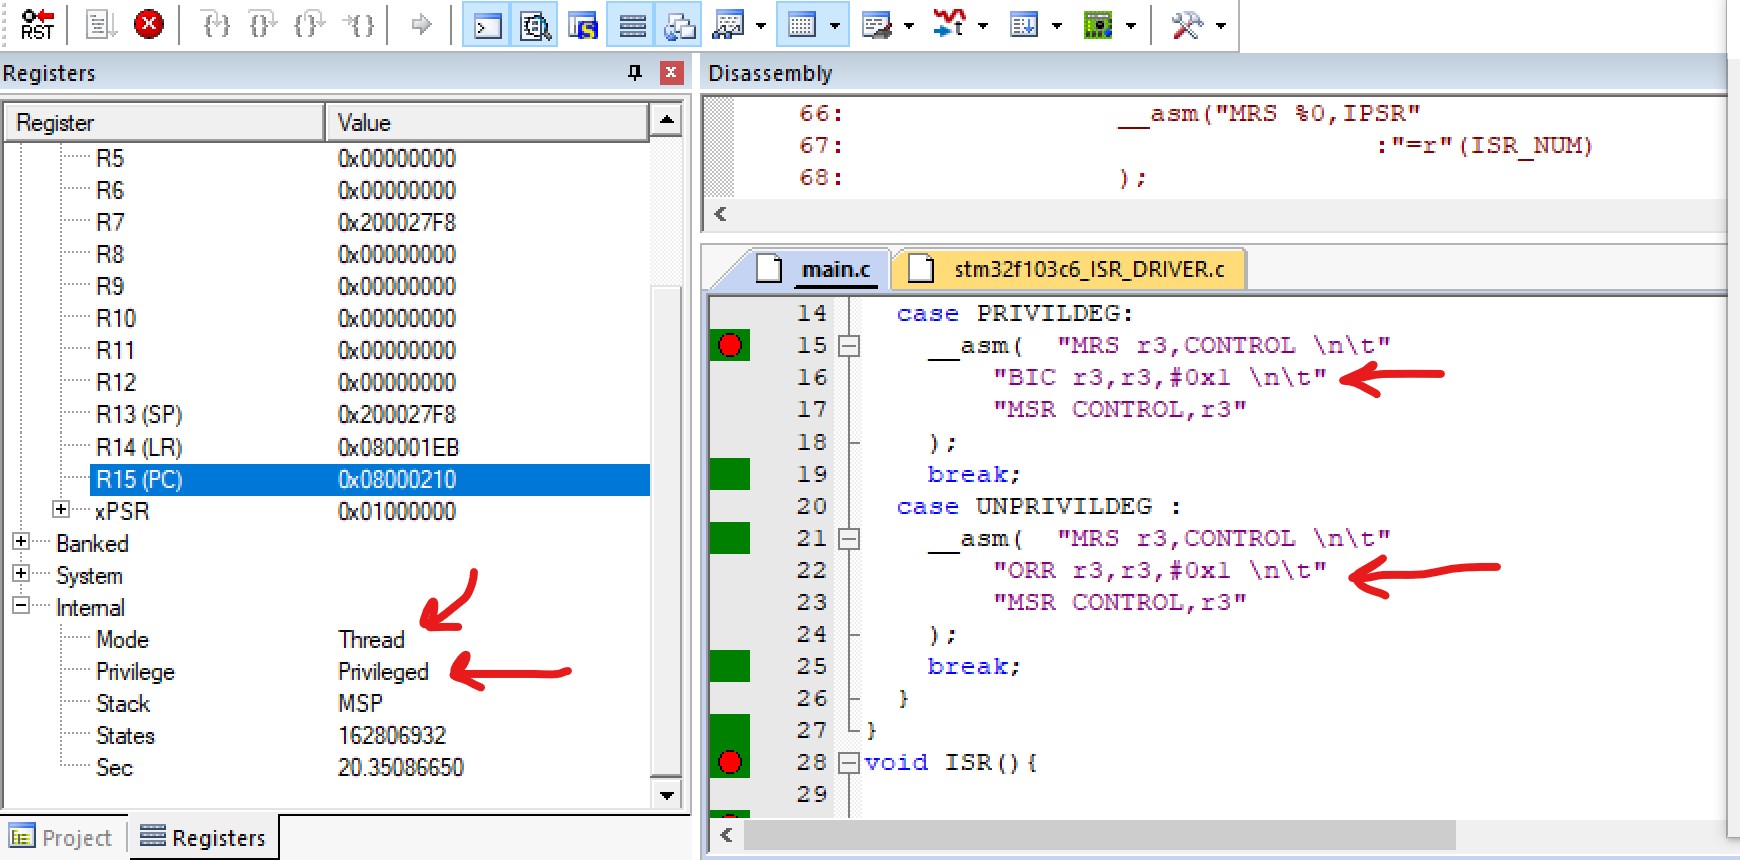 RST
Registers
Register Value
R5 0x00000000
R6 0x00000000
R7 0x200027F8
R8 0x00000000
R9 0x00000000
R10 0x00000000
R11 0x00000000
R12 0x00000000
R13 (SP) 0x200027F8
R14 (LR) 0x080001EB
R15 (PC) 0x08000210
xPSR 0x01000000
Banked
System
Internal
Mode Thread
Privilege Privileged
Stack MSP
States 162806932
Sec 20.35086650
Project Registers
Disassembly
66: __asm("MRS %0,IPSR"
67: :"=r"(ISR_NUM)
68: );
main.c stm32f103c6_ISR_DRIVER.c
14 case PRIVILDEG:
15 __asm( "MRS r3,CONTROL \n\t"
16 "BIC r3,r3,#0x1 \n\t"
17 "MSR CONTROL,r3"
18 );
19 break;
20 case UNPRIVILDEG :
21 __asm( "MRS r3,CONTROL \n\t"
22 "ORR r3,r3,#0x1 \n\t"
23 "MSR CONTROL,r3"
24 );
25 break;
26 }
27 }
28 void ISR(){
29